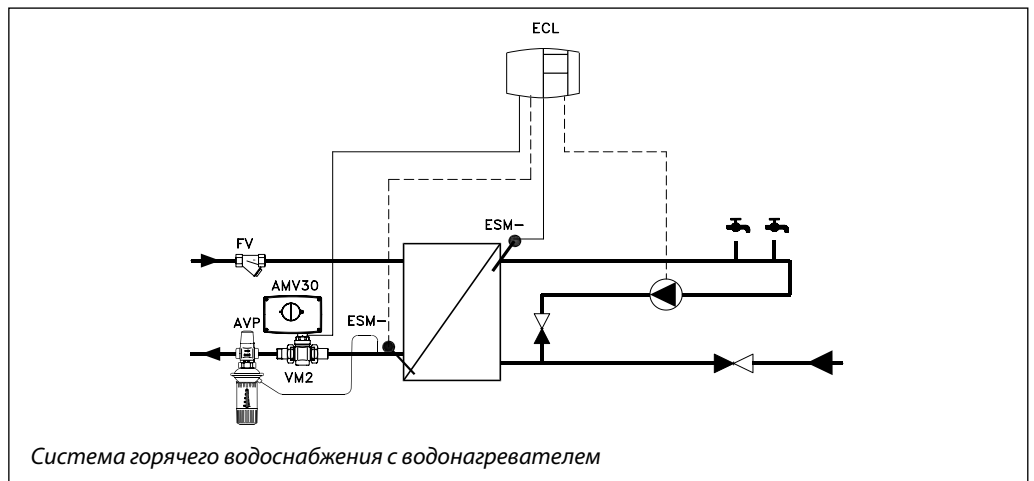 ECL
ESM-
FV
AMV30
AVP
ESM-
VM2
Система горячего водоснабжения с водонагревателем